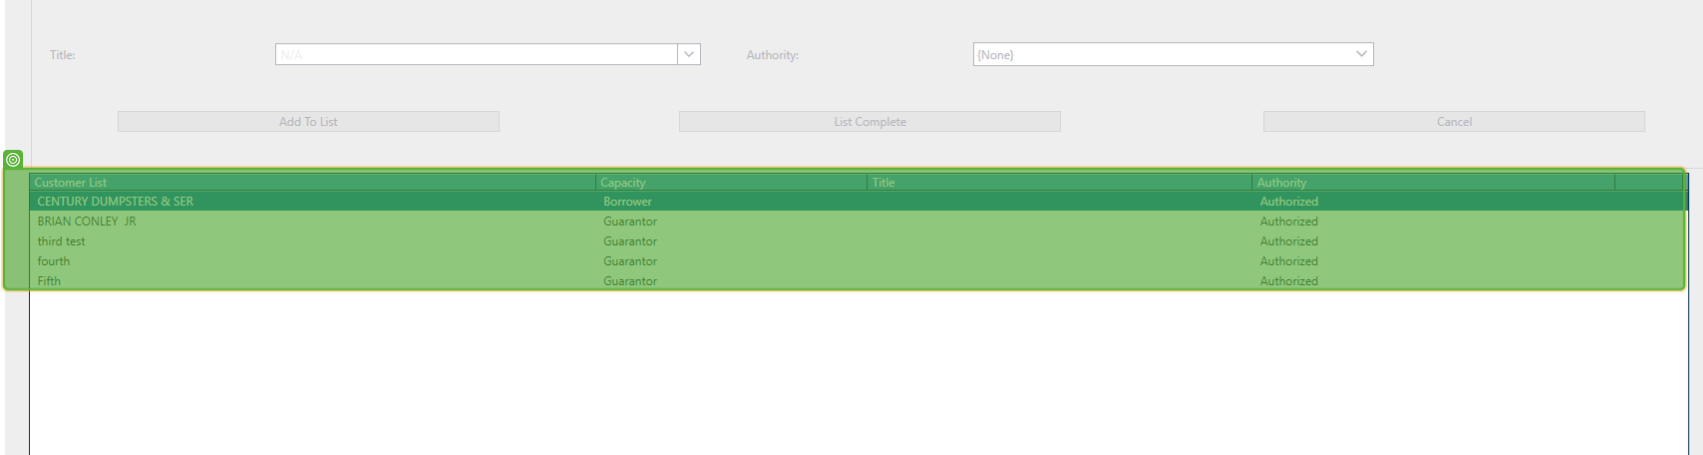 Title: N/A Authority: {None}
Add To List List Complete Cancel
Customer List Capacity Title Authority
CENTURY DUMPSTERS & SER Borrower Authorized
BRIAN CONLEY JR Guarantor Authorized
third test Guarantor Authorized
fourth Guarantor Authorized
Fifth Guarantor Authorized